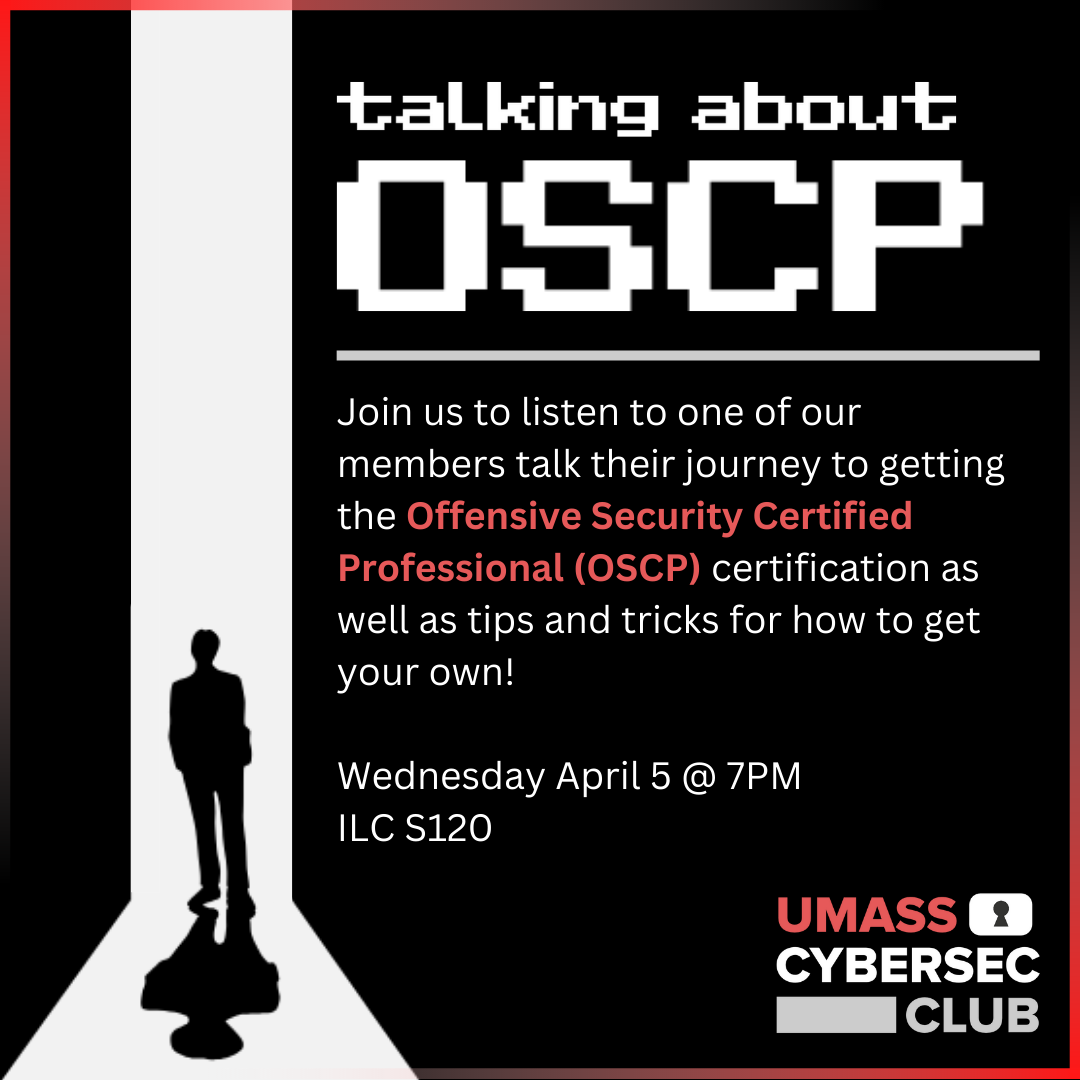 talking about
OSCP
Join us to listen to one of our
members talk their journey to getting
the Offensive Security Certified
Professional (OSCP) certification as
well as tips and tricks for how to get
your own!
Wednesday April 5 @ 7PM
ILC S120
UMASS
CYBERSEC
CLUB